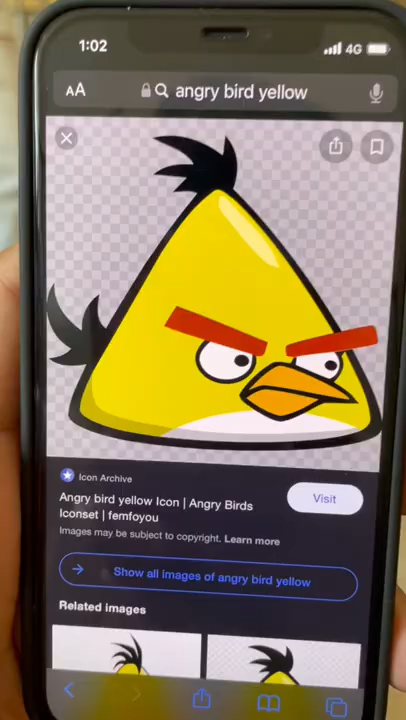 1:02
4G
AA
angry bird yellow
Icon Archive
Angry bird yellow Icon | Angry Birds
Iconset | femfoyou
Visit
Images may be subject to copyright. Learn more
Show all images of angry bird yellow
Related images